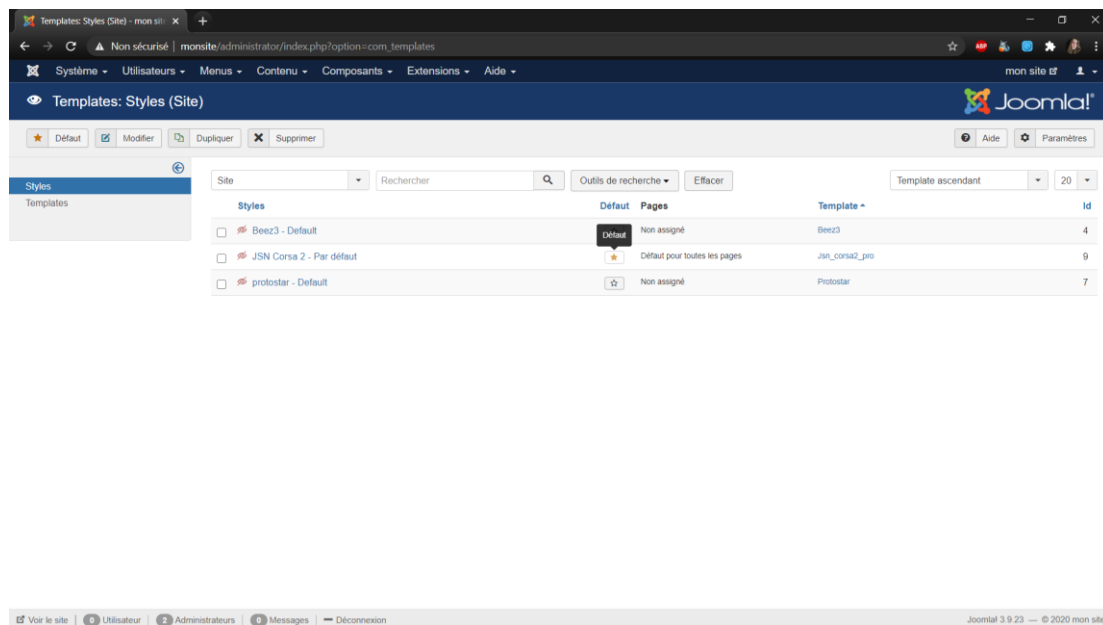 Templates: Styles (Site) - mon site
Non sécurisé | monsite/administrator/index.php?option=com_templates
ABP
Système Utilisateurs Menus Contenu Composants Extensions Aide mon site
Templates: Styles (Site) Joomla!
Défaut Modifier Dupliquer Supprimer Aide Paramètres
Styles
Templates
Site Rechercher Outils de recherche Effacer Template ascendant 20
Styles Défaut Pages Template Id
Beez3 - Default Non assigné Beez3 4
Défaut
JSN Corsa 2 - Par défaut Défaut pour toutes les pages Jsn_corsa2_pro 9
protostar - Default Non assigné Protostar 7
Voir le site | 0 Utilisateur | 2 Administrateurs | 0 Messages | Déconnexion Joomla! 3.9.23 — © 2020 mon site